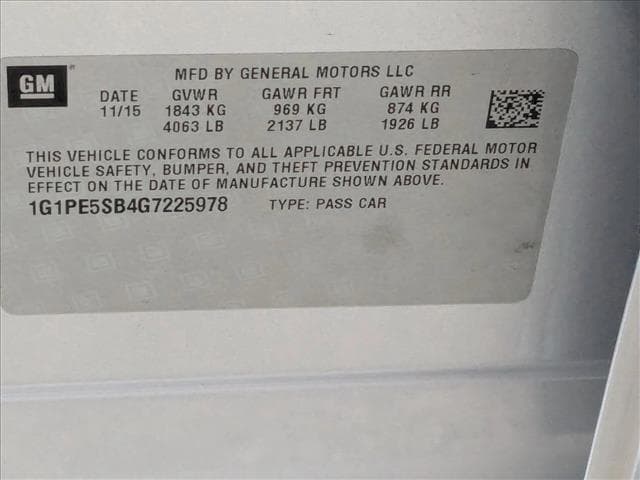 GM
MFD BY GENERAL MOTORS LLC
DATE GVWR GAWR FRT GAWR RR
11/15 1843 KG 969 KG 874 KG
4063 LB 2137 LB 1926 LB
THIS VEHICLE CONFORMS TO ALL APPLICABLE U.S. FEDERAL MOTOR
VEHICLE SAFETY, BUMPER, AND THEFT PREVENTION STANDARDS IN
EFFECT ON THE DATE OF MANUFACTURE SHOWN ABOVE.
1G1PE5SB4G7225978 TYPE: PASS CAR